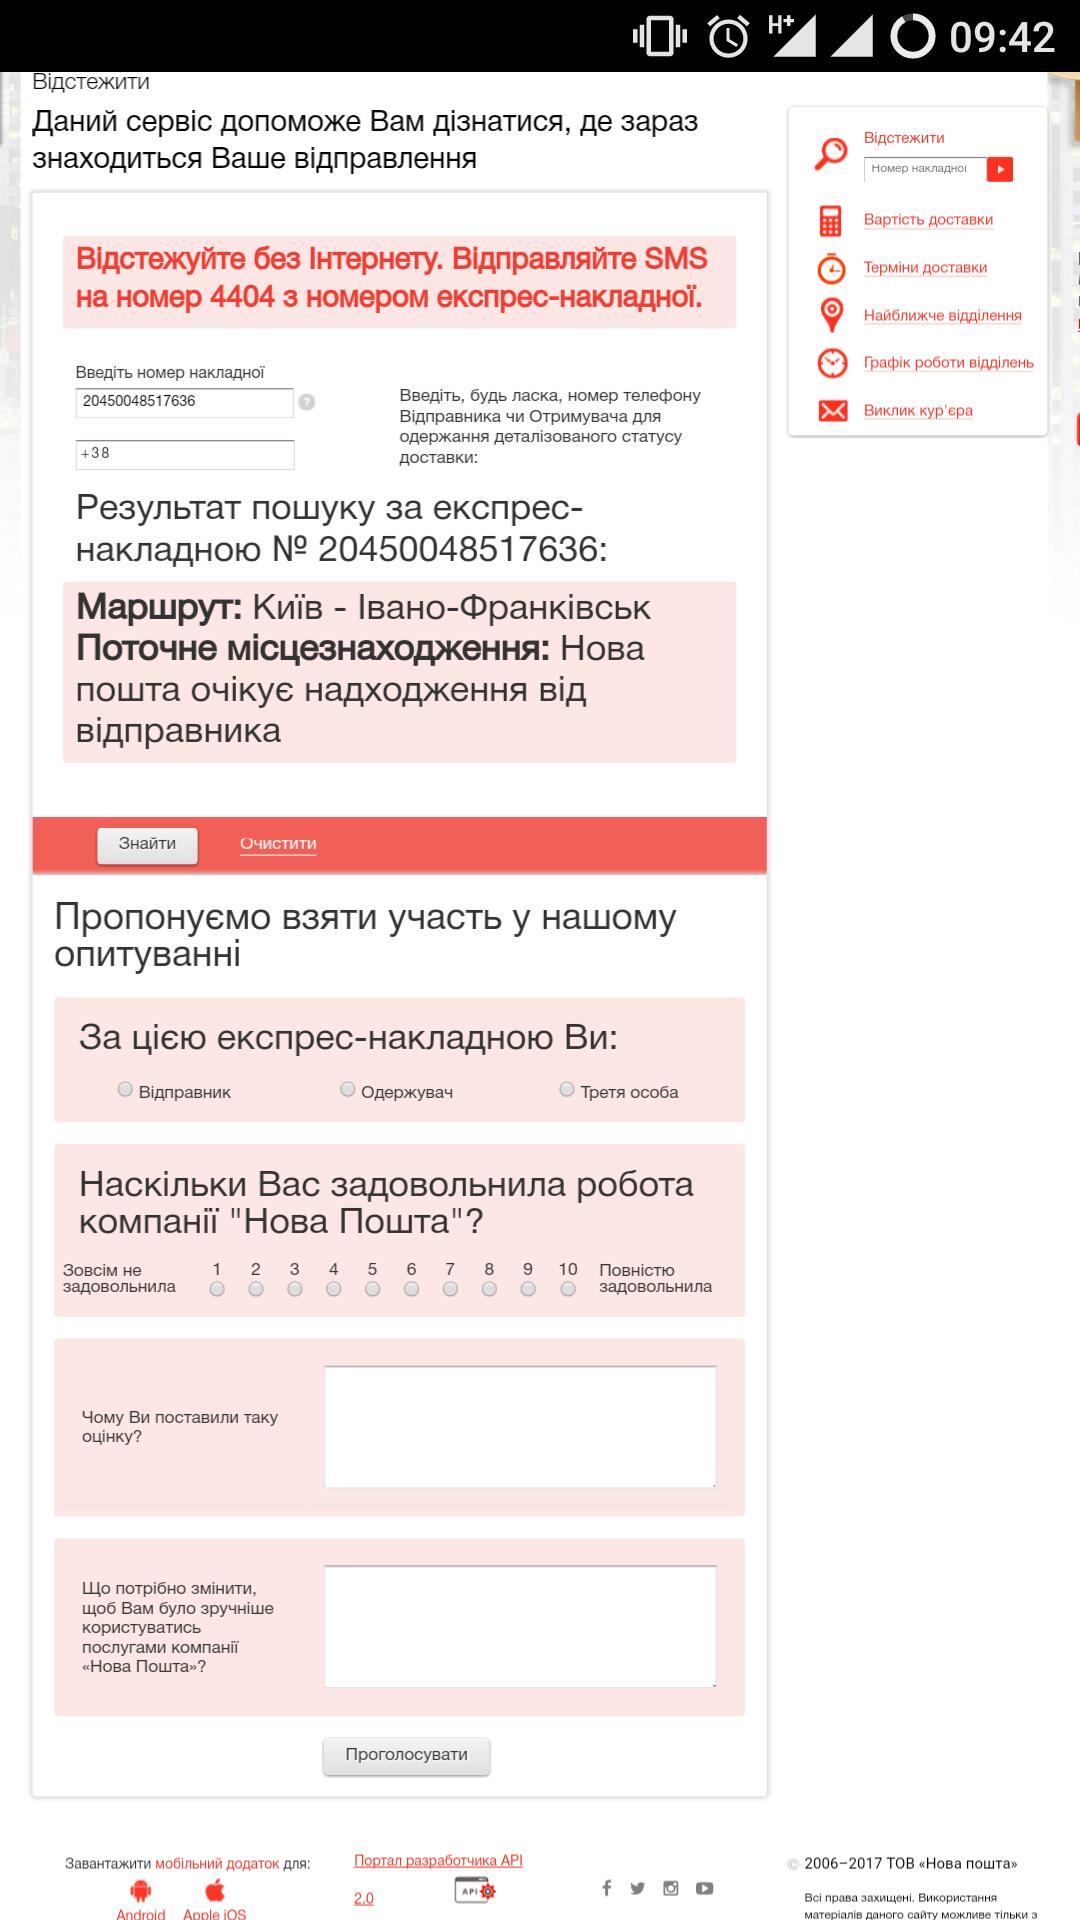 09:42
H+
Відстежити
Даний сервіс допоможе Вам дізнатися, де зараз
знаходиться Ваше відправлення
Відстежуйте без Інтернету. Відправляйте SMS
на номер 4404 з номером експрес-накладної.
Введіть номер накладної
20450048517636
?
+38
Введіть, будь ласка, номер телефону
Відправника чи Отримувача для
одержання деталізованого статусу
доставки:
Результат пошуку за експрес-
накладною № 20450048517636:
Маршрут: Київ - Івано-Франківськ
Поточне місцезнаходження: Нова
пошта очікує надходження від
відправника
Знайти
Очистити
Пропонуємо взяти участь у нашому
опитуванні
За цією експрес-накладною Ви:
Відправник
Одержувач
Третя особа
Наскільки Вас задовольнила робота
компанії "Нова Пошта"?
Зовсім не
задовольнила
1 2 3 4 5 6 7 8 9 10
Повністю
задовольнила
Чому Ви поставили таку
оцінку?
Що потрібно змінити,
щоб Вам було зручніше
користуватись
послугами компанії
«Нова Пошта»?
Проголосувати
Відстежити
Номер накладної
Вартість доставки
Терміни доставки
Найближче відділення
Графік роботи відділень
Виклик кур'єра
Завантажити мобільний додаток для:
Android
Apple iOS
Портал разработчика API
2.0
API
© 2006–2017 ТОВ «Нова пошта»
Всі права захищені. Використання
матеріалів даного сайту можливе тільки з